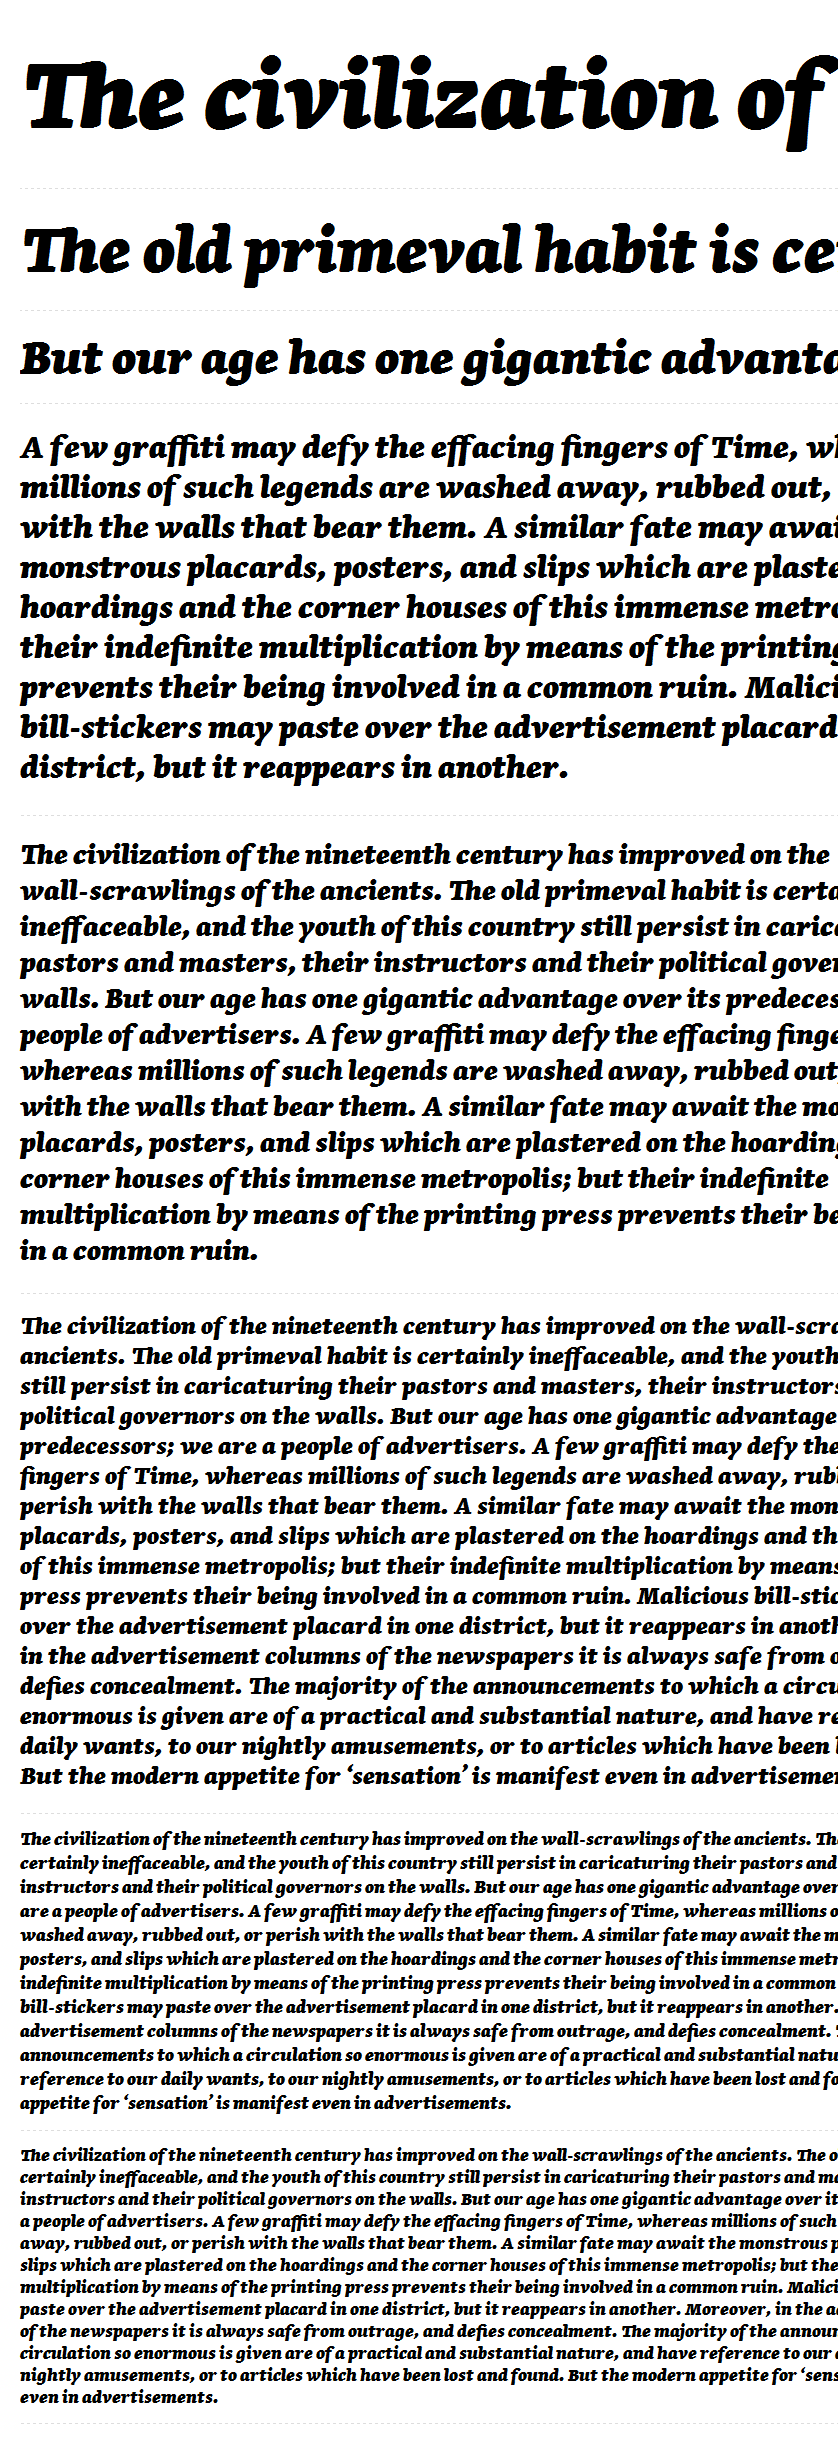 The civilization of
The old primeval habit is
But our age has one gigantic
A few graffiti may defy the effacing fingers of Time,
millions of such legends are washed away, rubbed out,
with the walls that bear them. A similar fate may
monstrous placards, posters, and slips which are
hoardings and the corner houses of this immense
their indefinite multiplication by means of the printing
prevents their being involved in a common ruin.
bill-stickers may paste over the advertisement placard
district, but it reappears in another.
The civilization of the nineteenth century has improved on the
wall-scrawlings of the ancients. The old primeval habit is
ineffaceable, and the youth of this country still persist in
pastors and masters, their instructors and their political
walls. But our age has one gigantic advantage over its
people of advertisers. A few graffiti may defy the effacing
whereas millions of such legends are washed away, rubbed out,
with the walls that bear them. A similar fate may await the
placards, posters, and slips which are plastered on the
corner houses of this immense metropolis; but their indefinite
multiplication by means of the printing press prevents their
in a common ruin.
The civilization of the nineteenth century has improved on the
ancients. The old primeval habit is certainly ineffaceable, and the youth
still persist in caricaturing their pastors and masters, their instructors
political governors on the walls. But our age has one gigantic advantage
predecessors; we are a people of advertisers. A few graffiti may defy the
fingers of Time, whereas millions of such legends are washed away,
perish with the walls that bear them. A similar fate may await the
placards, posters, and slips which are plastered on the hoardings and
of this immense metropolis; but their indefinite multiplication by means
press prevents their being involved in a common ruin. Malicious
over the advertisement placard in one district, but it reappears in
in the advertisement columns of the newspapers it is always safe from
defies concealment. The majority of the announcements to which a
enormous is given are of a practical and substantial nature, and have
daily wants, to our nightly amusements, or to articles which have been
But the modern appetite for ‘sensation’ is manifest even in
The civilization of the nineteenth century has improved on the wall-scrawlings of the ancients.
certainly ineffaceable, and the youth of this country still persist in caricaturing their pastors and
instructors and their political governors on the walls. But our age has one gigantic advantage over
are a people of advertisers. A few graffiti may defy the effacing fingers of Time, whereas millions
washed away, rubbed out, or perish with the walls that bear them. A similar fate may await the
posters, and slips which are plastered on the hoardings and the corner houses of this immense
indefinite multiplication by means of the printing press prevents their being involved in a common
bill-stickers may paste over the advertisement placard in one district, but it reappears in another.
advertisement columns of the newspapers it is always safe from outrage, and defies concealment.
announcements to which a circulation so enormous is given are of a practical and substantial
reference to our daily wants, to our nightly amusements, or to articles which have been lost and
appetite for ‘sensation’ is manifest even in advertisements.
The civilization of the nineteenth century has improved on the wall-scrawlings of the ancients. The
certainly ineffaceable, and the youth of this country still persist in caricaturing their pastors and
instructors and their political governors on the walls. But our age has one gigantic advantage over
a people of advertisers. A few graffiti may defy the effacing fingers of Time, whereas millions of such
away, rubbed out, or perish with the walls that bear them. A similar fate may await the monstrous
slips which are plastered on the hoardings and the corner houses of this immense metropolis; but
multiplication by means of the printing press prevents their being involved in a common ruin.
paste over the advertisement placard in one district, but it reappears in another. Moreover, in the
of the newspapers it is always safe from outrage, and defies concealment. The majority of the
circulation so enormous is given are of a practical and substantial nature, and have reference to our
nightly amusements, or to articles which have been lost and found. But the modern appetite for
even in advertisements.